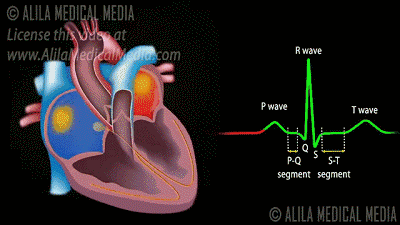 © ALILA MEDICAL MEDIA
License this video at
www.AlilaMedicalMedia.com
R wave
P wave
T wave
Q
S
P-Q
segment
S-T
segment
© ALILA MEDICAL MEDIA